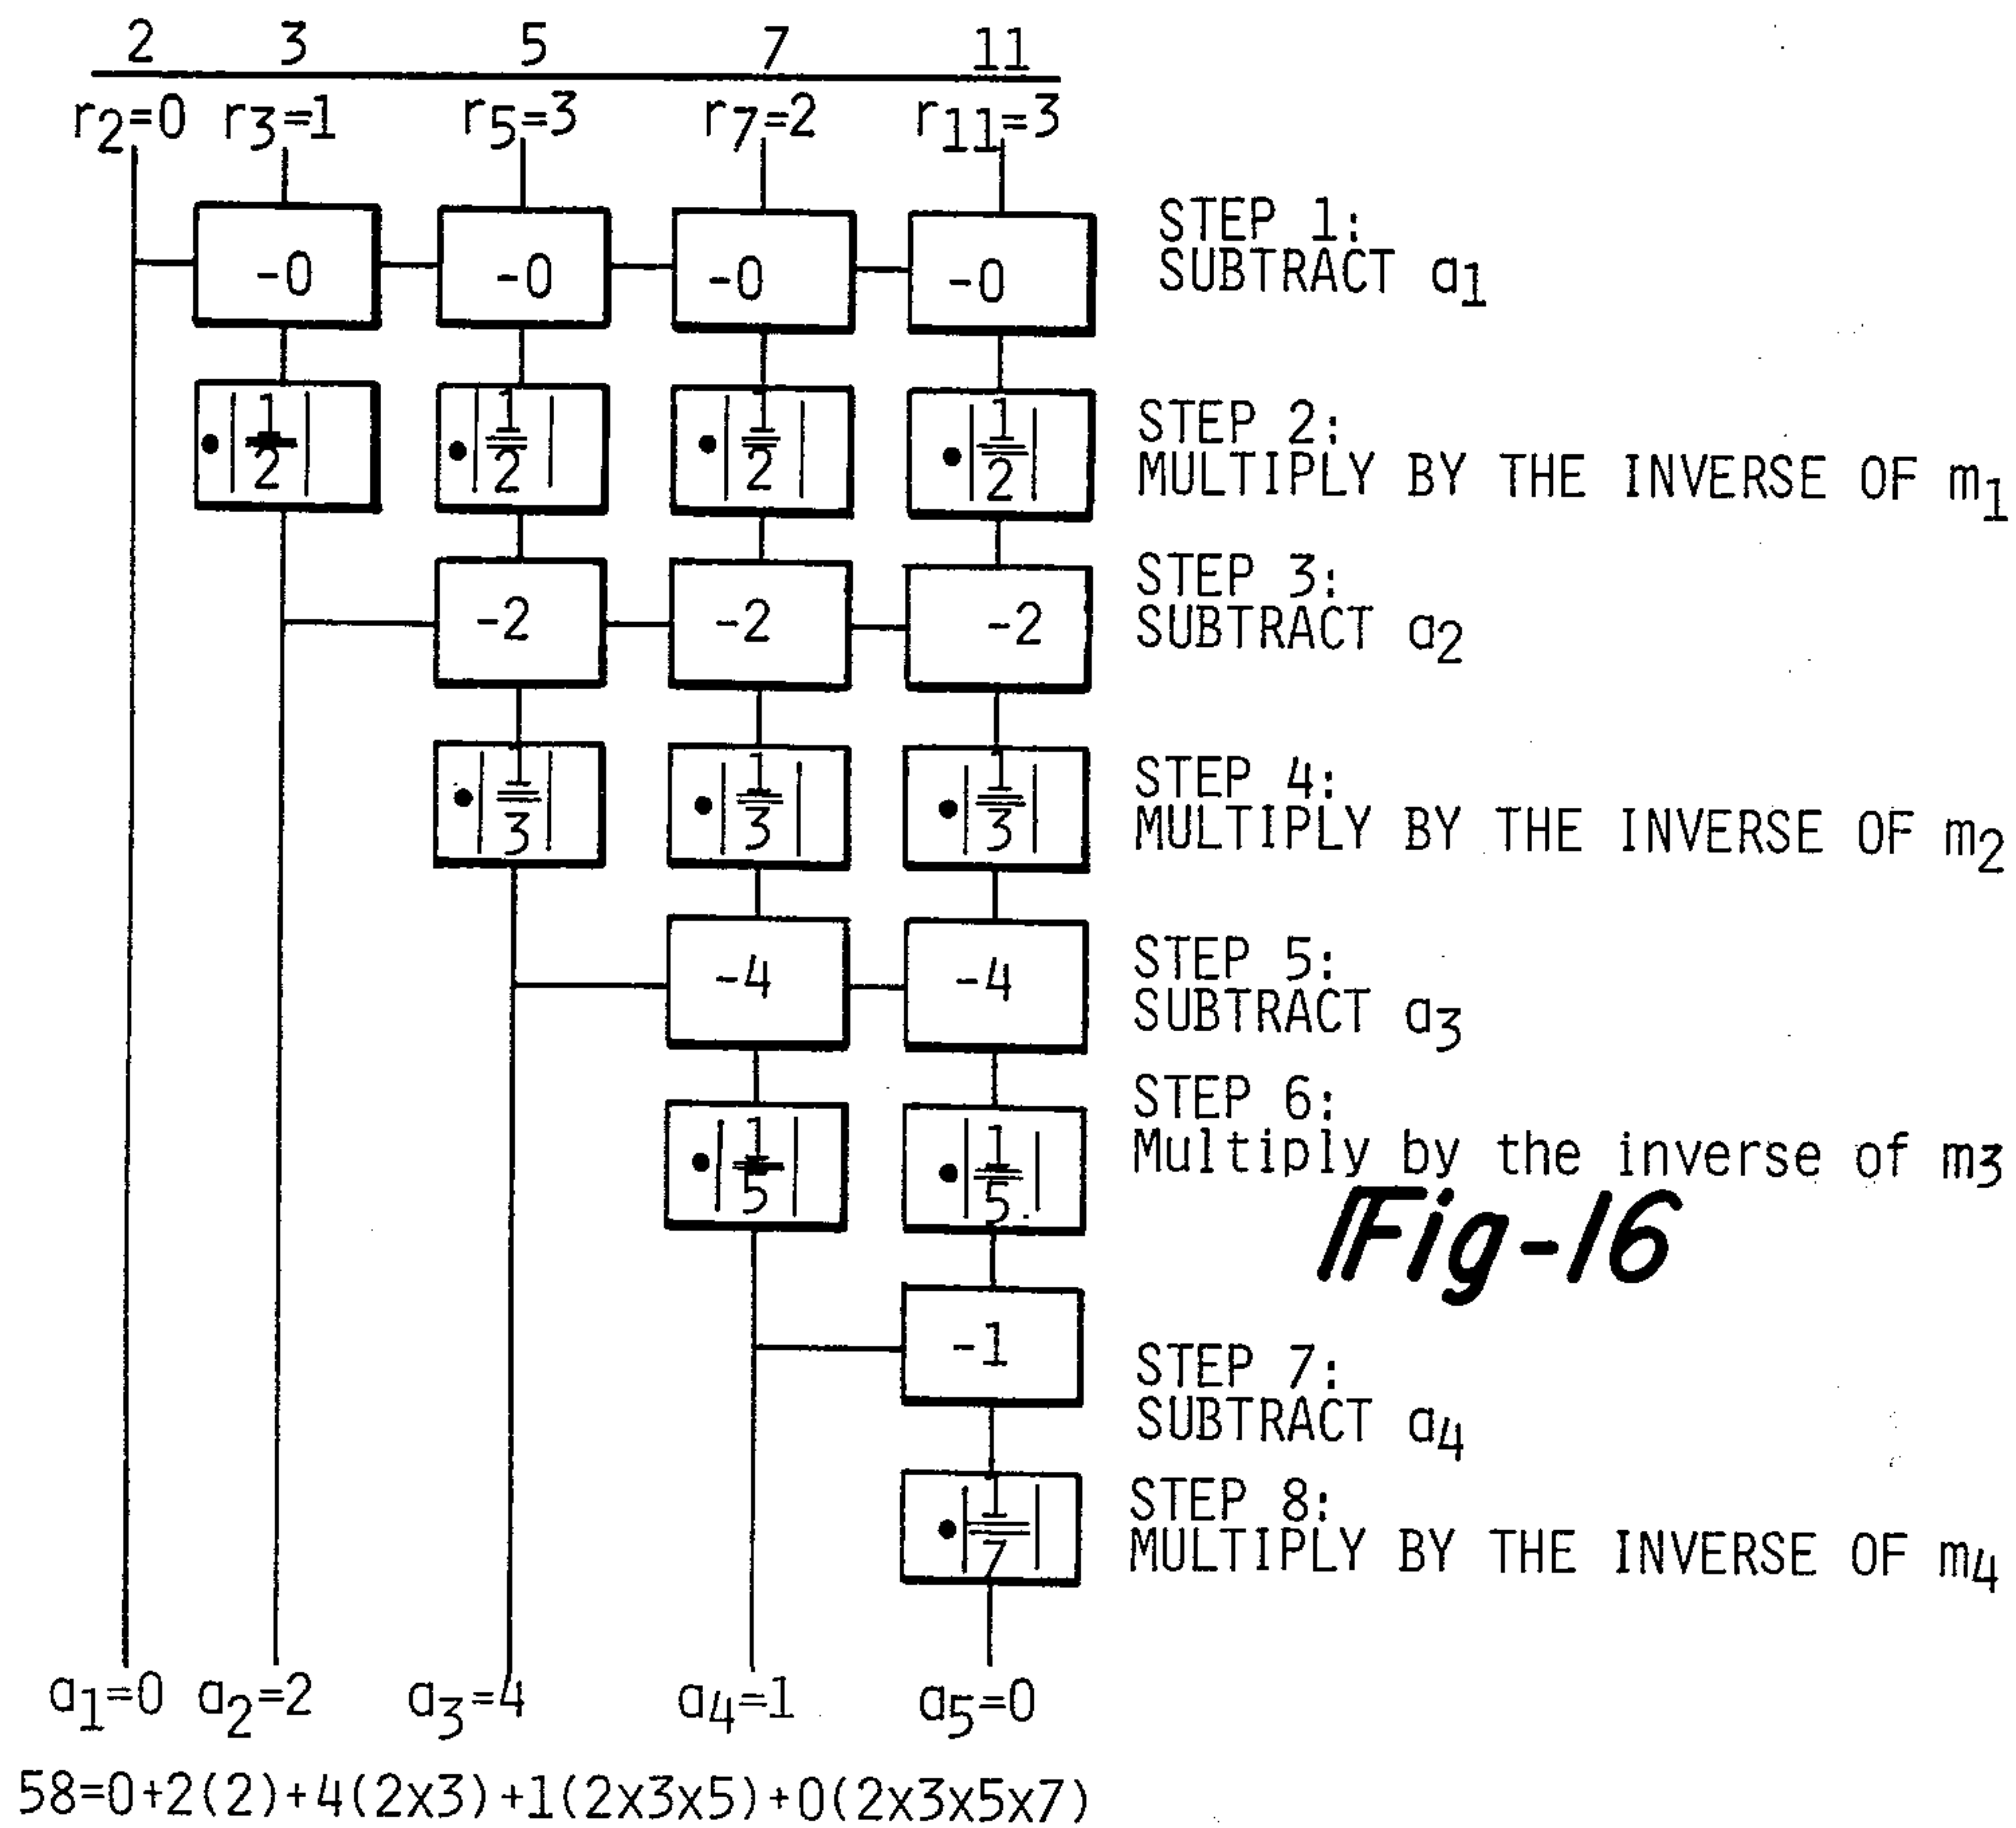 2 3 5 7 11
r2=0 r3=1 r5=3 r7=2 r11=3
-0 -0 -0 -0
STEP 1:
SUBTRACT a1
•|1/2| •|1/2| •|1/2| •|1/2|
STEP 2:
MULTIPLY BY THE INVERSE OF m1
-2 -2 -2
STEP 3:
SUBTRACT a2
•|1/3| •|1/3| •|1/3|
STEP 4:
MULTIPLY BY THE INVERSE OF m2
-4 -4
STEP 5:
SUBTRACT a3
•|1/5| •|1/5|
STEP 6:
Multiply by the inverse of m3
Fig-16
-1
STEP 7:
SUBTRACT a4
•|1/7|
STEP 8:
MULTIPLY BY THE INVERSE OF m4
a1=0 a2=2 a3=4 a4=1 a5=0
58=0+2(2)+4(2x3)+1(2x3x5)+0(2x3x5x7)